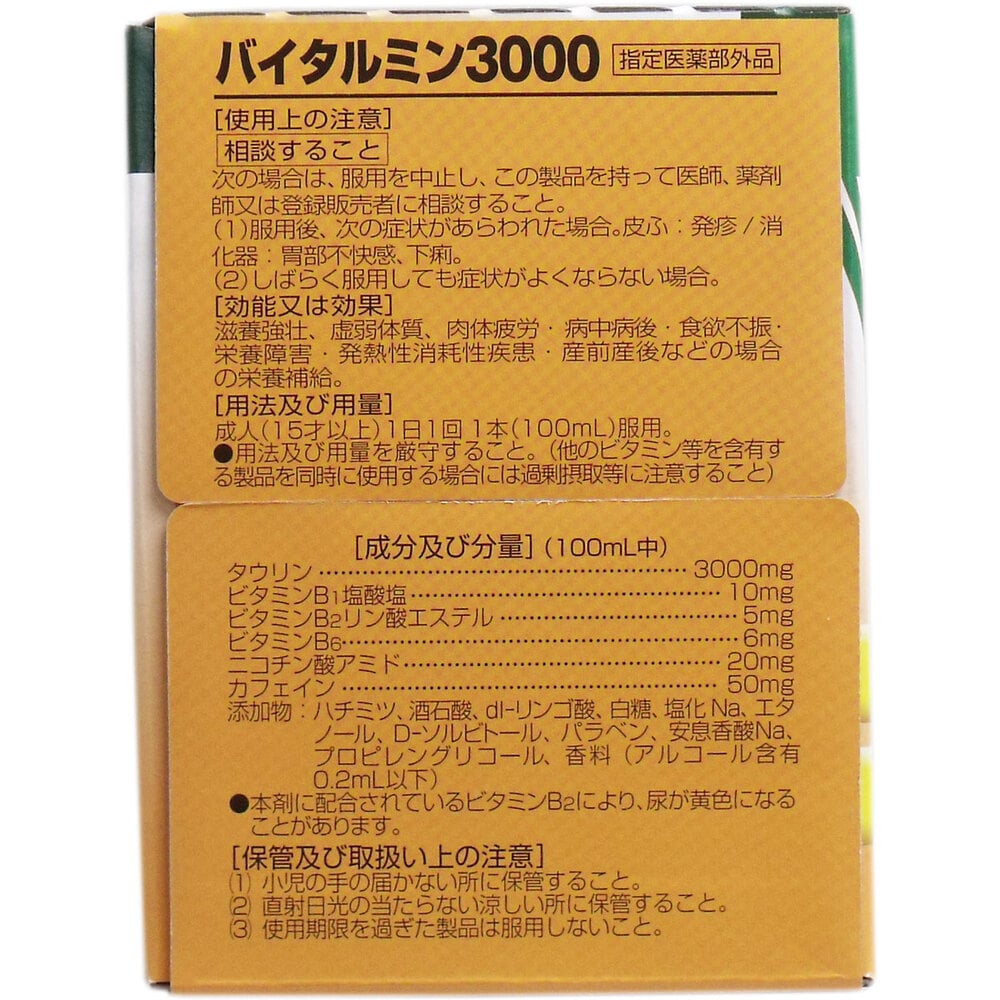 バイタルミン3000 指定医薬部外品
[使用上の注意]
相談すること
次の場合は、服用を中止し、この製品を持って医師、薬剤
師又は登録販売者に相談すること。
(1)服用後、次の症状があらわれた場合。皮ふ:発疹/消
化器:胃部不快感、下痢。
(2)しばらく服用しても症状がよくならない場合。
[効能又は効果]
滋養強壮、虚弱体質、肉体疲労・病中病後・食欲不振・
栄養障害・発熱性消耗性疾患・産前産後などの場合
の栄養補給。
[用法及び用量]
成人(15才以上)1日1回1本(100mL)服用。
●用法及び用量を厳守すること。(他のビタミン等を含有す
る製品を同時に使用する場合には過剰摂取等に注意すること)
[成分及び分量](100mL中)
タウリン…………3000mg
ビタミンB1塩酸塩…………10mg
ビタミンB2リン酸エステル…………5mg
ビタミンB6…………6mg
ニコチン酸アミド…………20mg
カフェイン…………50mg
添加物:ハチミツ、酒石酸、dl-リンゴ酸、白糖、塩化Na、エタ
ノール、D-ソルビトール、パラベン、安息香酸Na、
プロピレングリコール、香料(アルコール含有
0.2mL以下)
●本剤に配合されているビタミンB2により、尿が黄色になる
ことがあります。
[保管及び取扱い上の注意]
(1) 小児の手の届かない所に保管すること。
(2) 直射日光の当たらない涼しい所に保管すること。
(3) 使用期限を過ぎた製品は服用しないこと。